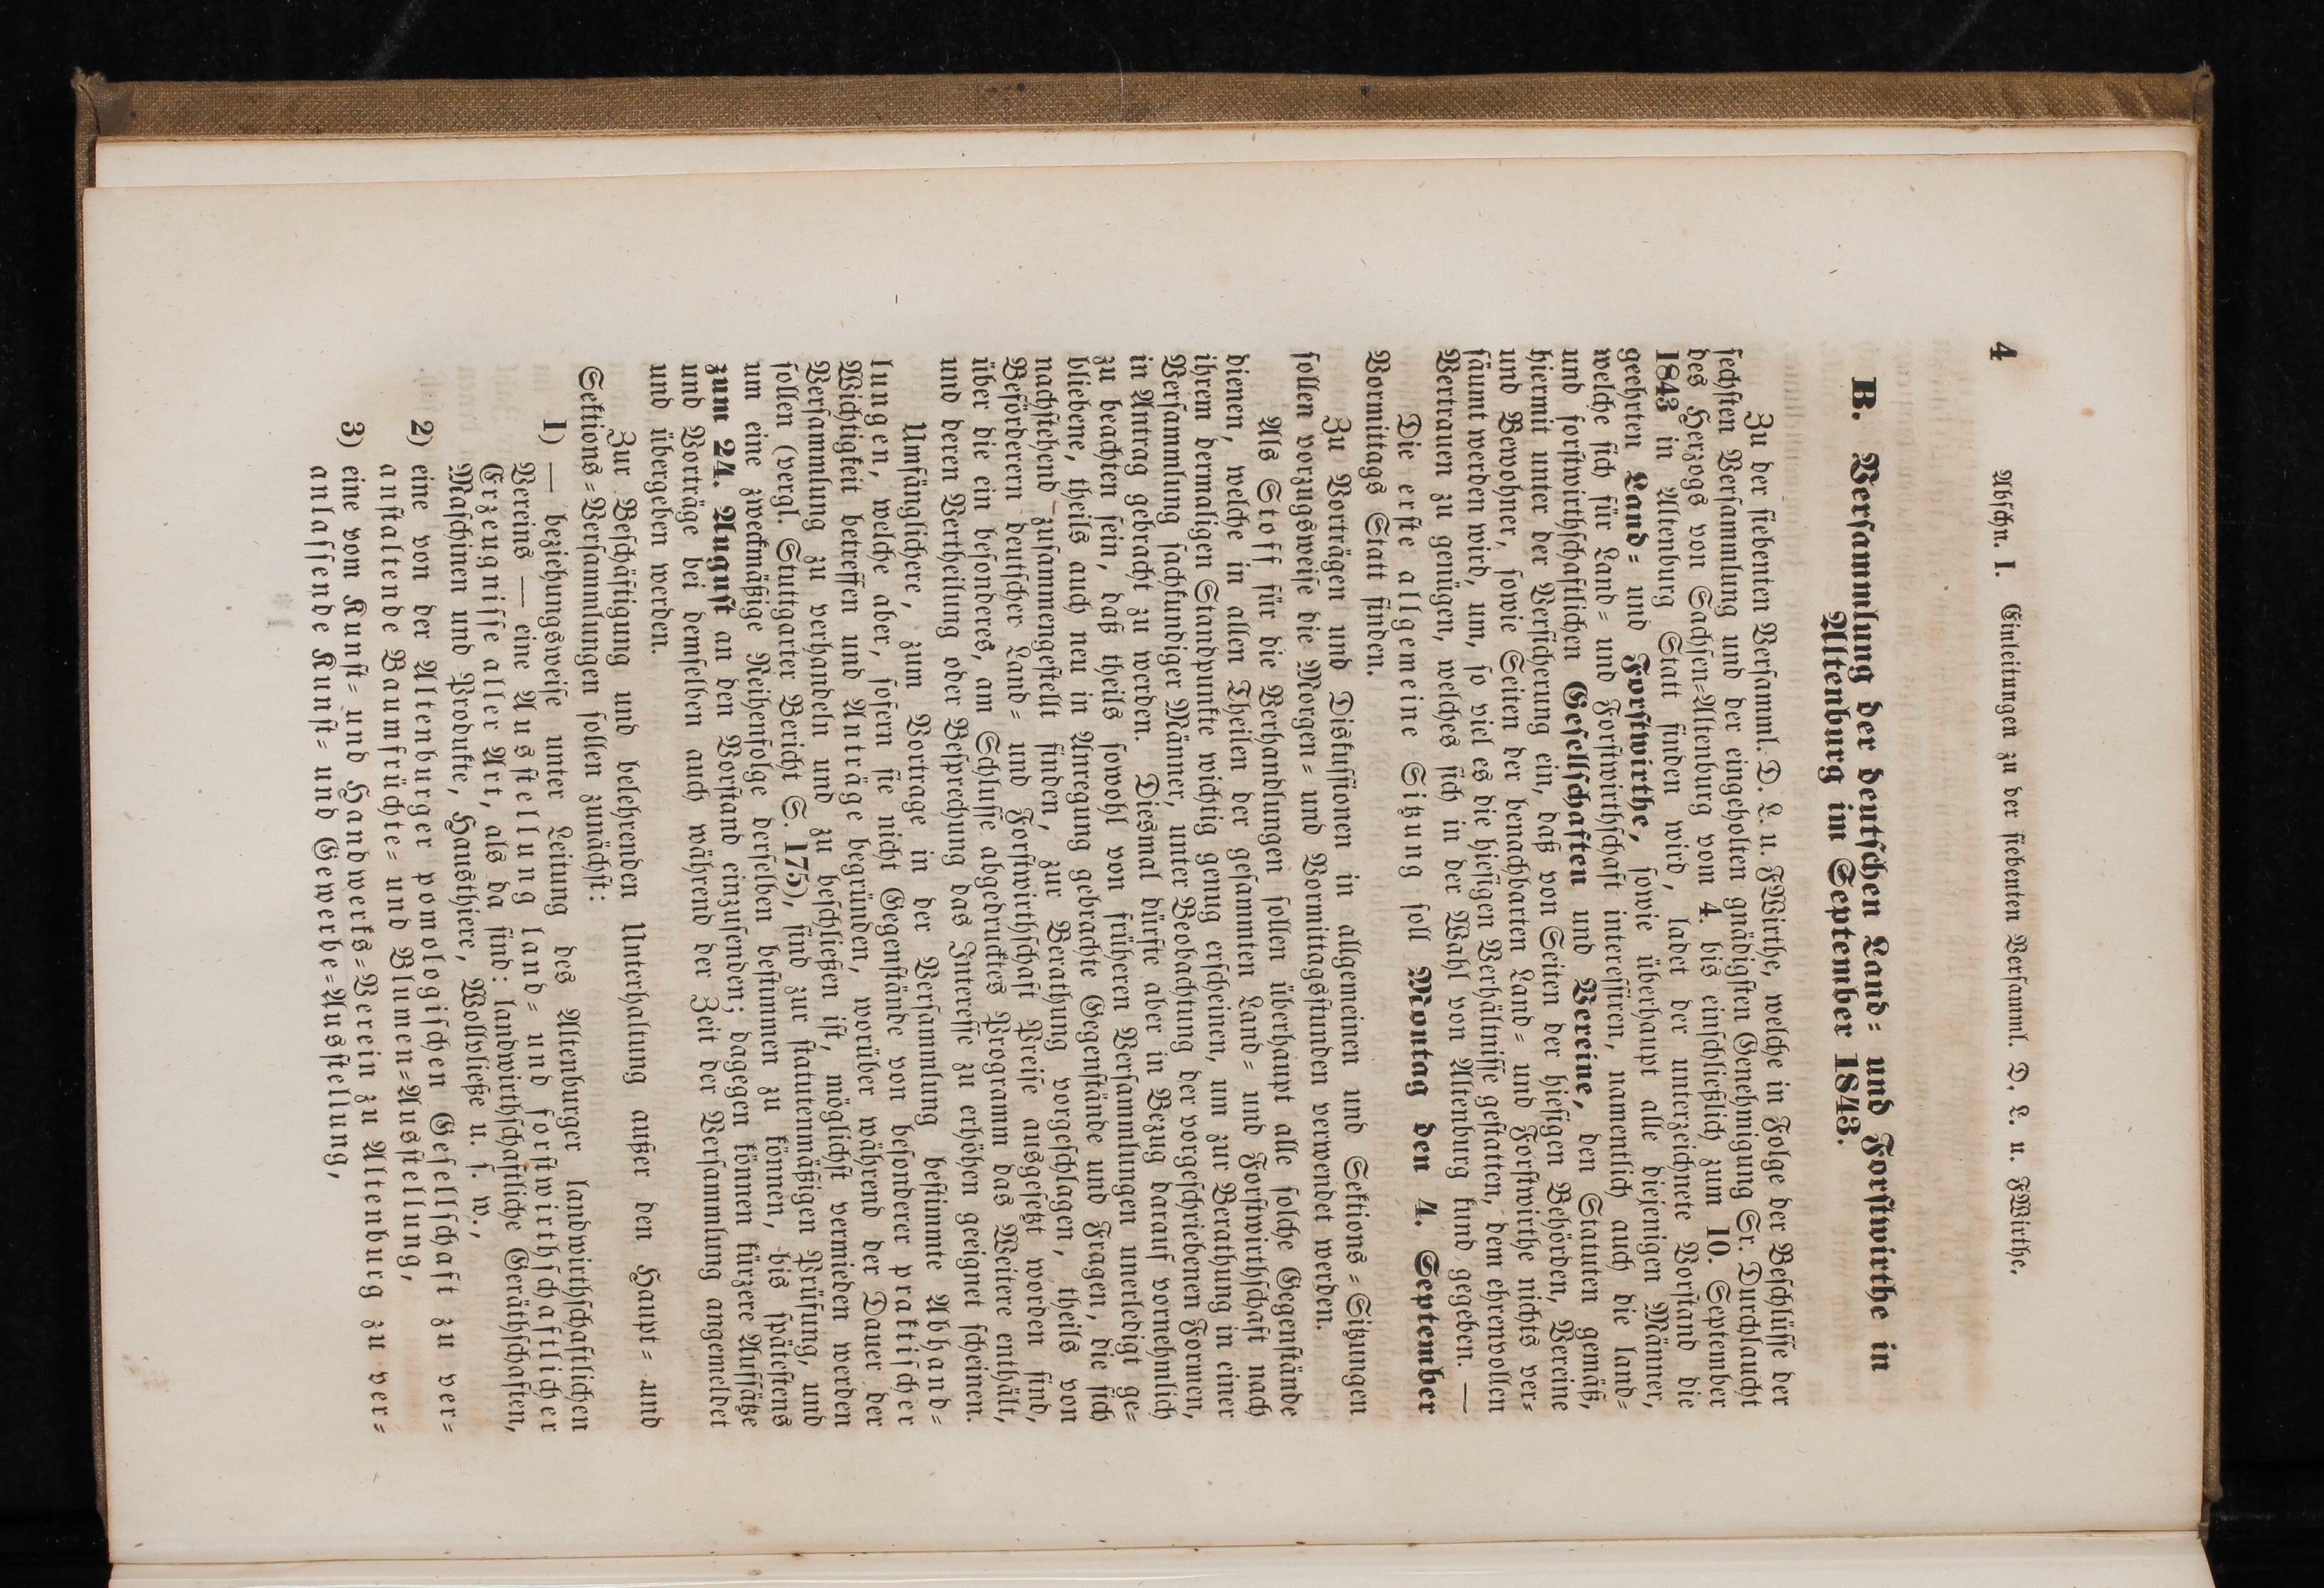 4 Abschn. I. Einleitungen zu der siebenten Versamml. D. L. u. FWirthe.
B. Versammlung der deutschen Land- und Forstwirthe in
Altenburg im September 1843.
Zu der siebenten Versamml. D. L. u. FWirthe, welche in Folge der Beschlüsse der
sechsten Versammlung und der eingeholten gnädigsten Genehmigung Sr. Durchlaucht
des Herzogs von Sachsen-Altenburg vom 4. bis einschließlich zum 10. September
1843 in Altenburg Statt finden wird, ladet der unterzeichnete Vorstand die
geehrten Land- und Forstwirthe, sowie überhaupt alle diejenigen Männer,
welche sich für Land- und Forstwirthschaft interessiren, namentlich auch die land-
und forstwirthschaftlichen Gesellschaften und Vereine, den Statuten gemäß,
hiermit unter der Versicherung ein, daß von Seiten der hiesigen Behörden, Vereine
und Bewohner, sowie Seiten der benachbarten Land- und Forstwirthe nichts ver-
säumt werden wird, um, so viel es die hiesigen Verhältnisse gestatten, dem ehrenvollen
Vertrauen zu genügen, welches sich in der Wahl von Altenburg kund gegeben. —
Die erste allgemeine Sitzung soll Montag den 4. September
Vormittags Statt finden.
Zu Vorträgen und Diskussionen in allgemeinen und Sektions-Sitzungen
sollen vorzugsweise die Morgen- und Vormittagsstunden verwendet werden.
Als Stoff für die Verhandlungen sollen überhaupt alle solche Gegenstände
dienen, welche in allen Theilen der gesammten Land- und Forstwirthschaft nach
ihrem dermaligen Standpunkte wichtig genug erscheinen, um zur Berathung in einer
Versammlung sachkundiger Männer, unter Beobachtung der vorgeschriebenen Formen,
in Antrag gebracht zu werden. Diesmal dürfte aber in Bezug darauf vornehmlich
zu beachten sein, daß theils sowohl von früheren Versammlungen unerledigt ge-
bliebene, theils auch neu in Anregung gebrachte Gegenstände und Fragen, die sich
nachstehend zusammengestellt finden, zur Berathung vorgeschlagen, theils von
Beförderern deutscher Land- und Forstwirthschaft Preise ausgesetzt worden sind,
über die ein besonderes, am Schlusse abgedrucktes Programm das Weitere enthält,
und deren Vertheilung oder Besprechung das Interesse zu erhöhen geeignet scheinen.
Umfänglichere, zum Vortrage in der Versammlung bestimmte Abhand-
lungen, welche aber, sofern sie nicht Gegenstände von besonderer praktischer
Wichtigkeit betreffen und Anträge begründen, worüber während der Dauer der
Versammlung zu verhandeln und zu beschließen ist, möglichst vermieden werden
sollen (vergl. Stuttgarter Bericht S. 175), sind zur statutenmäßigen Prüfung, und
um eine zweckmäßige Reihenfolge derselben bestimmen zu können, bis spätestens
zum 24. August an den Vorstand einzusenden; dagegen können kürzere Aufsätze
und Vorträge bei demselben auch während der Zeit der Versammlung angemeldet
und übergeben werden.
Zur Beschäftigung und belehrenden Unterhaltung außer den Haupt- und
Sektions-Versammlungen sollen zunächst:
1) — beziehungsweise unter Leitung des Altenburger landwirthschaftlichen
Vereins — eine Ausstellung land- und forstwirthschaftlicher
Erzeugnisse aller Art, als da sind: landwirthschaftliche Geräthschaften,
Maschinen und Produkte, Hausthiere, Wollvließe u. s. w.,
2) eine von der Altenburger pomologischen Gesellschaft zu ver-
anstaltende Baumfrüchte- und Blumen-Ausstellung,
3) eine vom Kunst- und Handwerks-Verein zu Altenburg zu ver-
anlassende Kunst- und Gewerbe-Ausstellung,